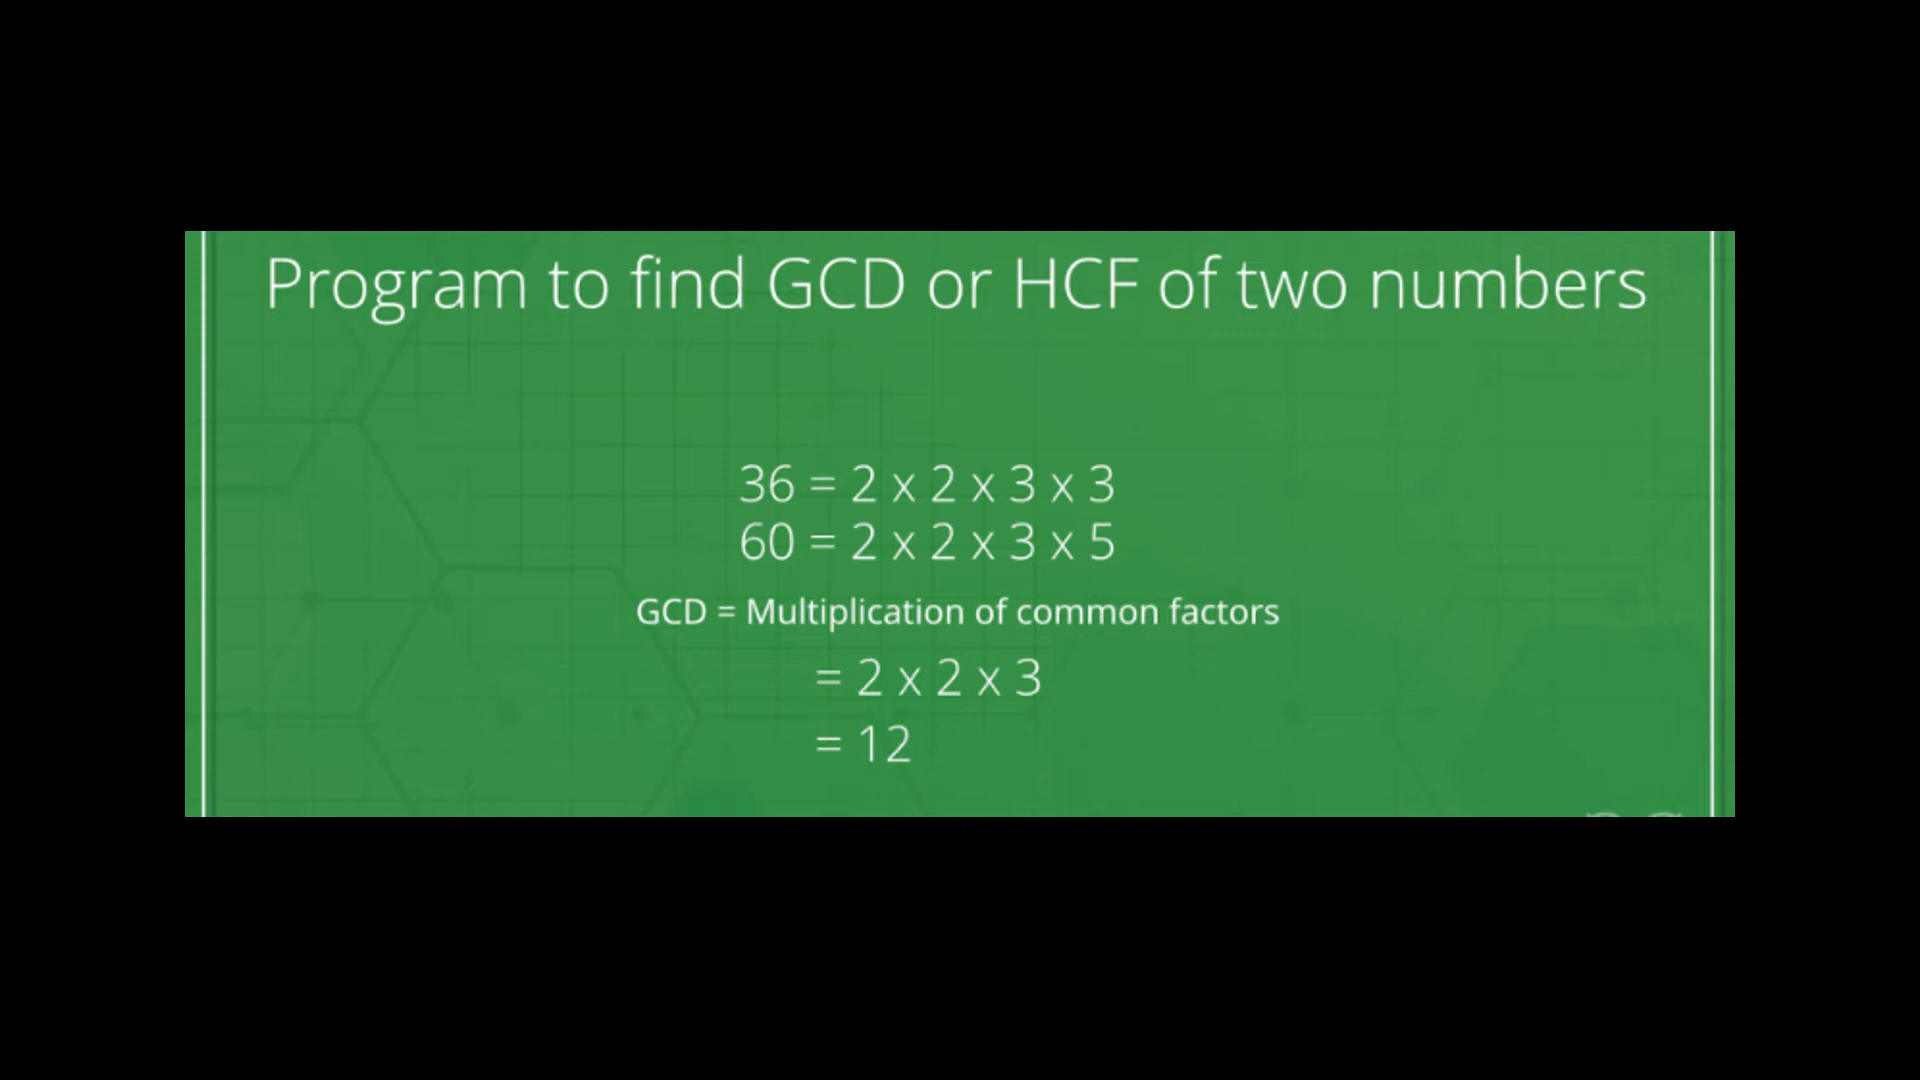 Program to find GCD or HCF of two numbers
36 = 2 x 2 x 3 x 3
60 = 2 x 2 x 3 x 5
GCD = Multiplication of common factors
= 2 x 2 x 3
= 12